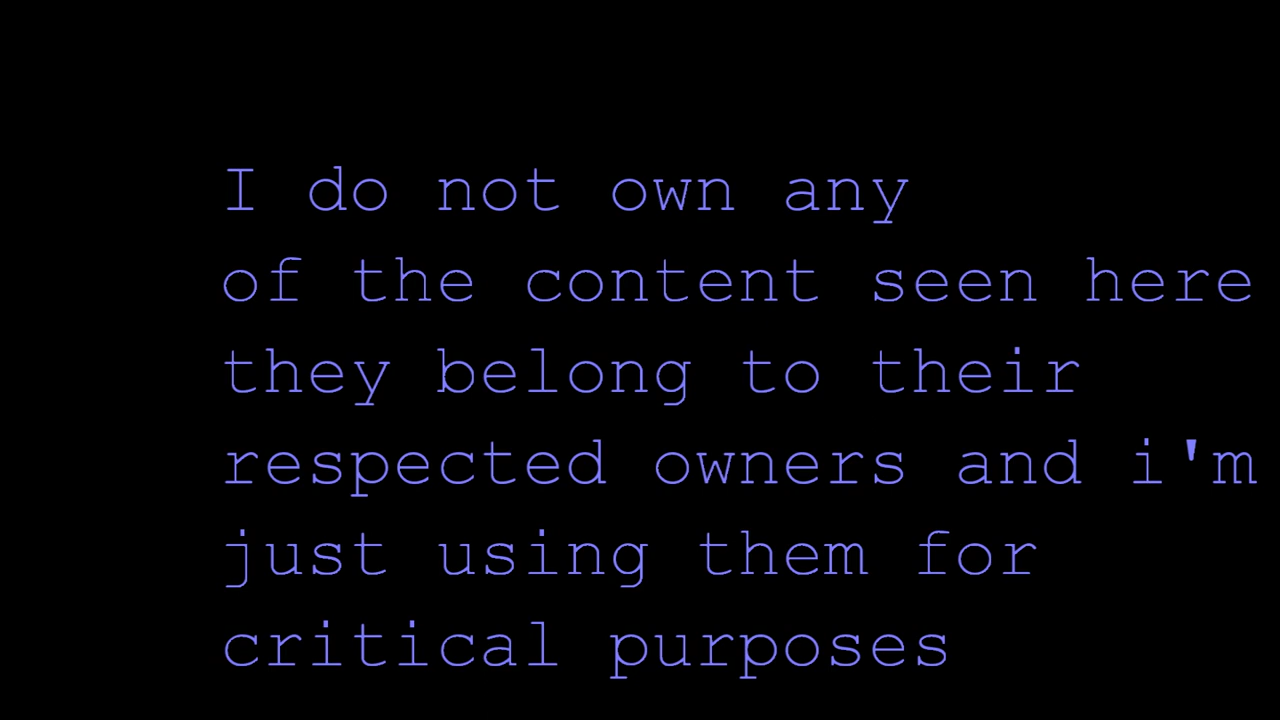 I do not own any
of the content seen here
they belong to their
respected owners and i'm
just using them for
critical purposes